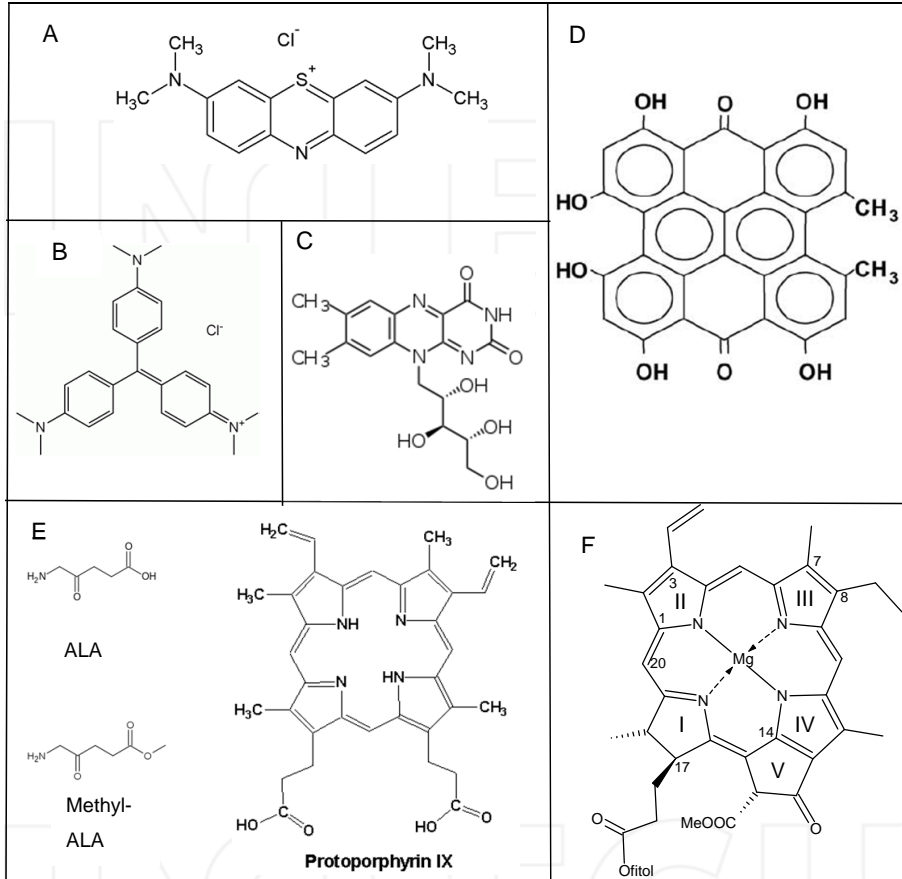 A
Cl⁻
CH₃ H₃C
N S⁺ N
H₃C CH₃
N
B
N
Cl⁻
N N⁺
C
O
CH₃ N NH
CH₃ N N O
OH
HO OH
OH
D
OH O OH
HO CH₃
HO CH₃
OH O OH
E
O
H₂N OH
O
ALA
O
H₂N O
O
Methyl-
ALA
H₂C CH₃ CH₂
H₃C
NH N
N HN
H₃C CH₃
HO O HO O
Protoporphyrin IX
F
3 7
II III 8
1 N N
20 Mg
N N
I IV
14
17 V
MeOOC O
O
Ofitol